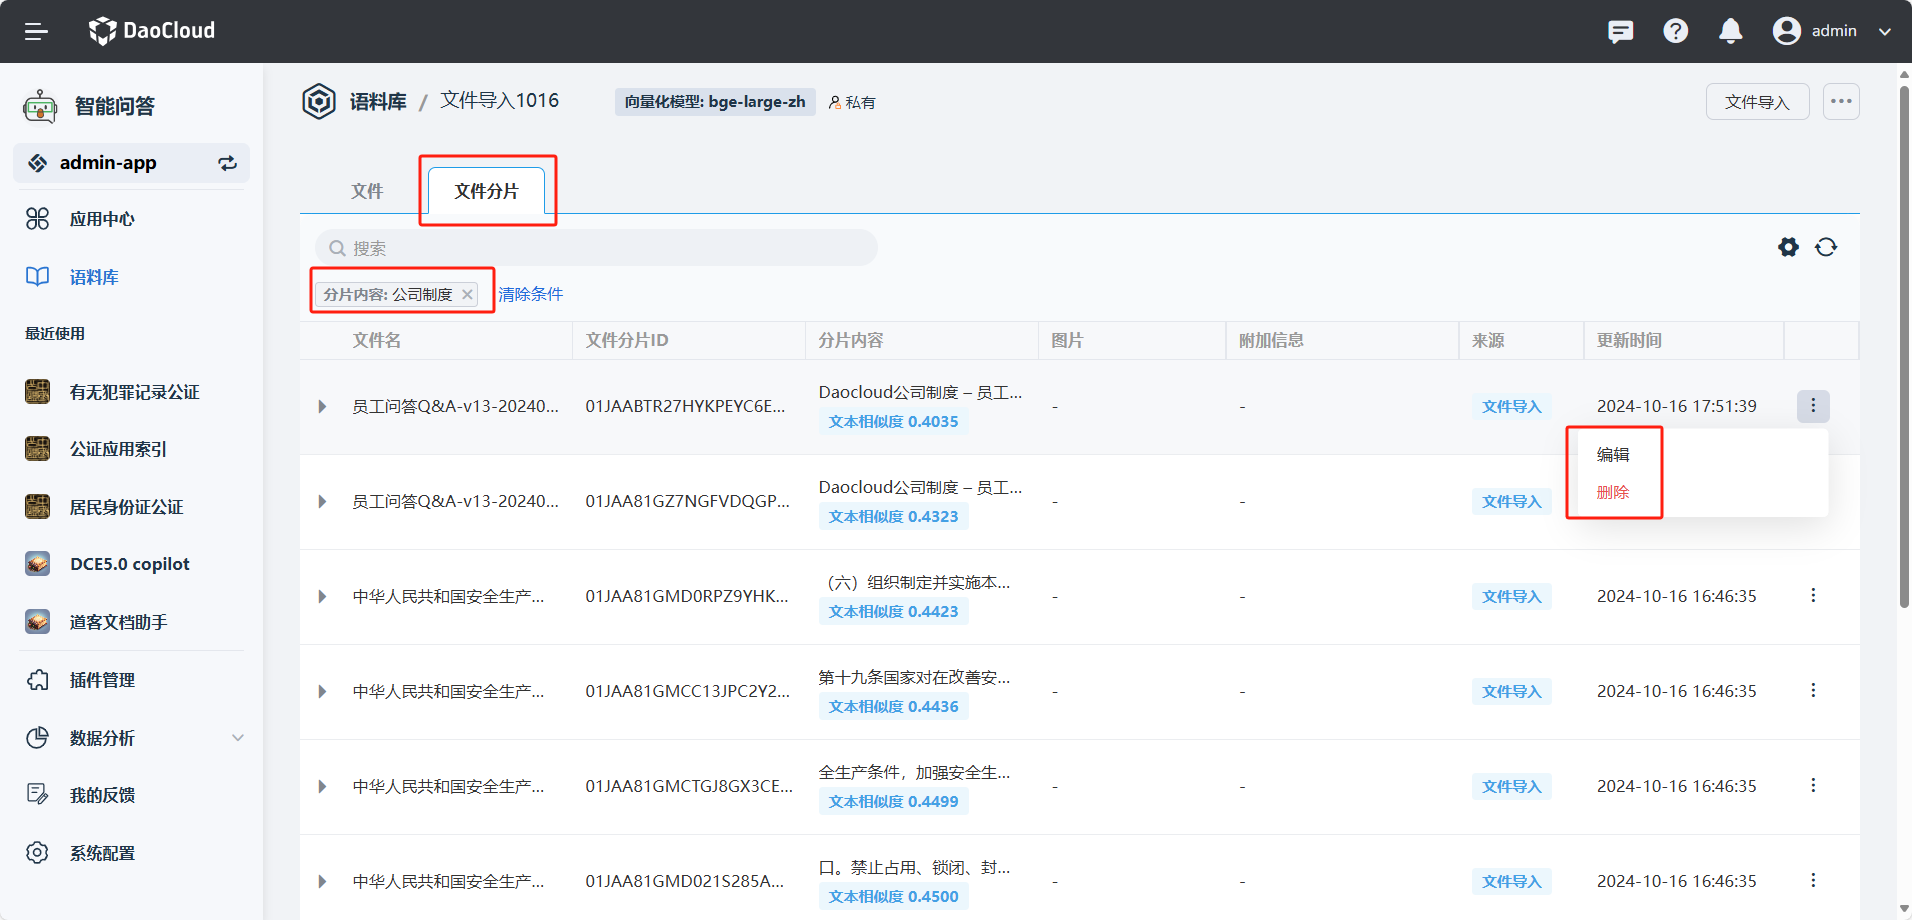 DaoCloud
admin
智能问答
admin-app
应用中心
语料库
最近使用
有无犯罪记录公证
公证应用索引
居民身份证公证
DCE5.0 copilot
道客文档助手
插件管理
数据分析
我的反馈
系统配置
语料库 / 文件导入1016 向量化模型: bge-large-zh 私有
文件导入
文件 文件分片
搜索
分片内容: 公司制度 清除条件
文件名 文件分片ID 分片内容 图片 附加信息 来源 更新时间
员工问答Q&A-v13-20240... 01JAABTR27HYKPEYC6E... Daocloud公司制度 – 员工... - - 文件导入 2024-10-16 17:51:39
文本相似度 0.4035
编辑
删除
员工问答Q&A-v13-20240... 01JAA81GZ7NGFVDQGP... Daocloud公司制度 – 员工... - - 文件导入
文本相似度 0.4323
中华人民共和国安全生产... 01JAA81GMD0RPZ9YHK... （六）组织制定并实施本... - - 文件导入 2024-10-16 16:46:35
文本相似度 0.4423
中华人民共和国安全生产... 01JAA81GMCC13JPC2Y2... 第十九条国家对在改善安... - - 文件导入 2024-10-16 16:46:35
文本相似度 0.4436
中华人民共和国安全生产... 01JAA81GMCTGJ8GX3CE... 全生产条件，加强安全生... - - 文件导入 2024-10-16 16:46:35
文本相似度 0.4499
中华人民共和国安全生产... 01JAA81GMD021S285A... 口。禁止占用、锁闭、封... - - 文件导入 2024-10-16 16:46:35
文本相似度 0.4500